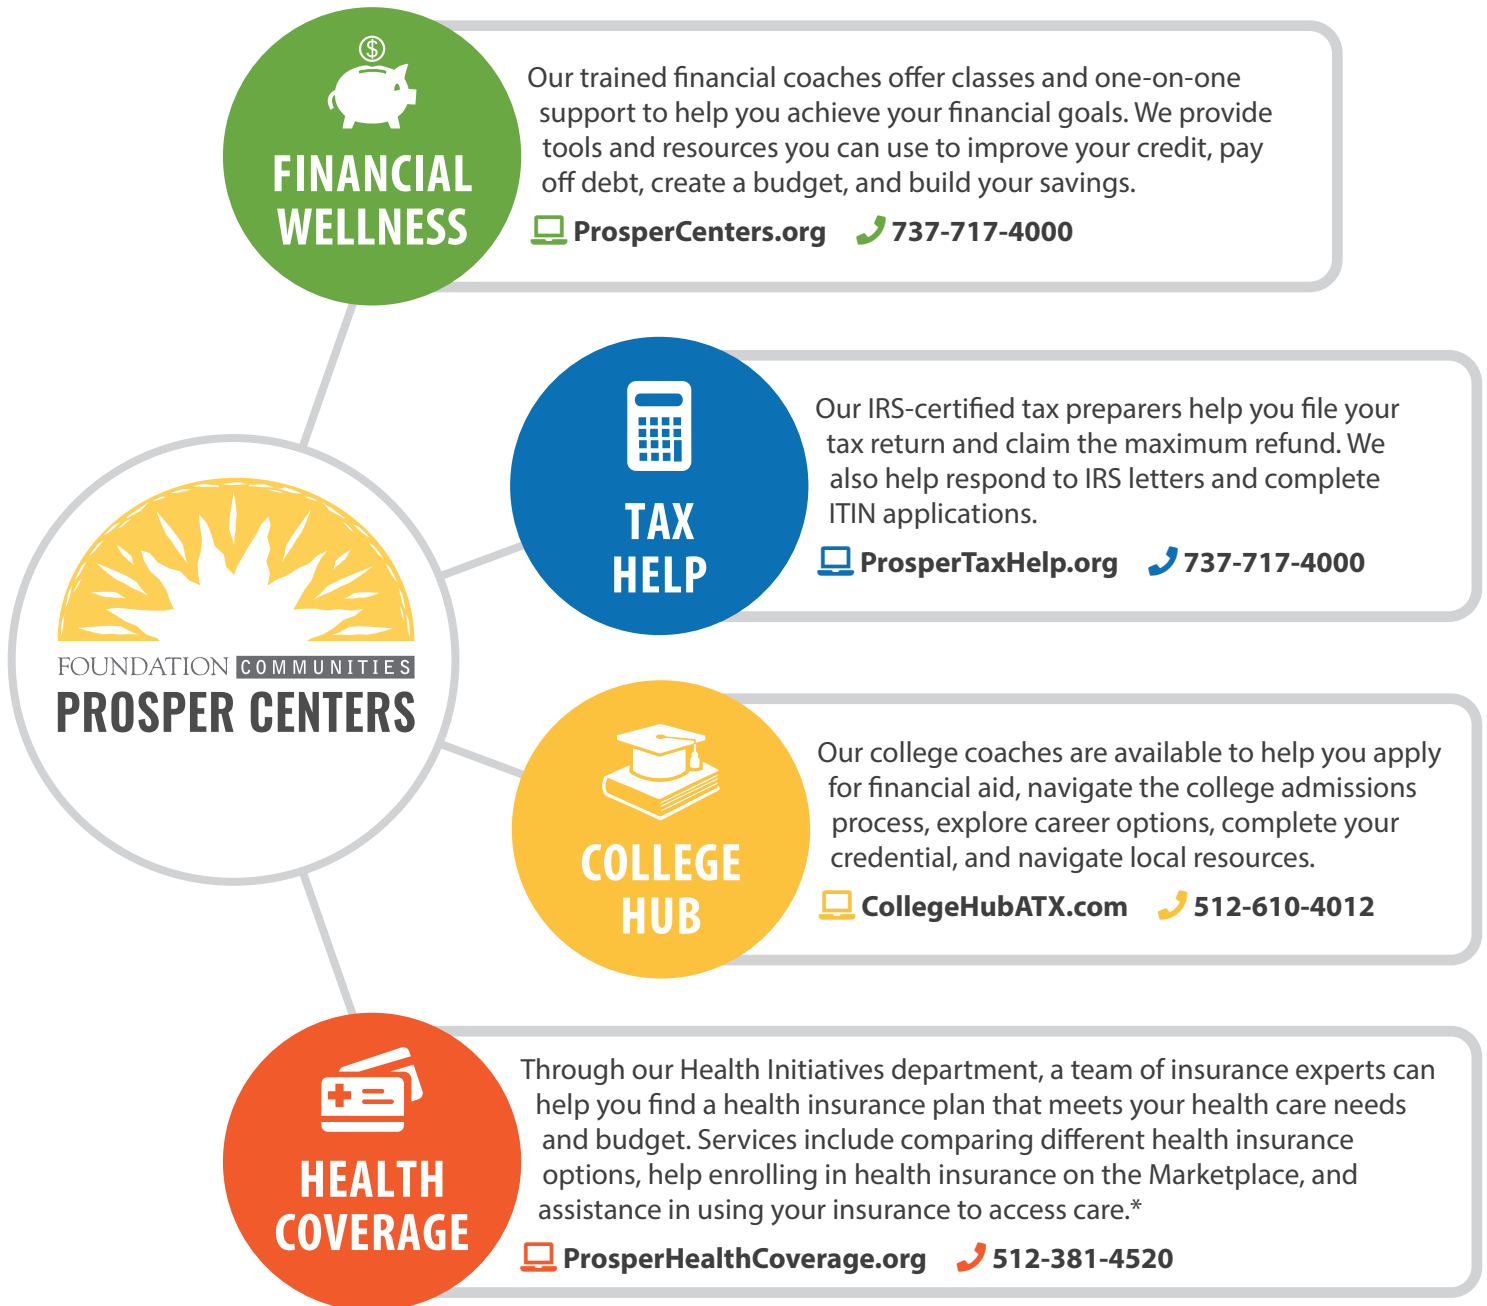 $
FINANCIAL
WELLNESS
Our trained financial coaches offer classes and one-on-one
support to help you achieve your financial goals. We provide
tools and resources you can use to improve your credit, pay
off debt, create a budget, and build your savings.
ProsperCenters.org 737-717-4000
TAX
HELP
Our IRS-certified tax preparers help you file your
tax return and claim the maximum refund. We
also help respond to IRS letters and complete
ITIN applications.
ProsperTaxHelp.org 737-717-4000
FOUNDATION COMMUNITIES
PROSPER CENTERS
COLLEGE
HUB
Our college coaches are available to help you apply
for financial aid, navigate the college admissions
process, explore career options, complete your
credential, and navigate local resources.
CollegeHubATX.com 512-610-4012
HEALTH
COVERAGE
Through our Health Initiatives department, a team of insurance experts can
help you find a health insurance plan that meets your health care needs
and budget. Services include comparing different health insurance
options, help enrolling in health insurance on the Marketplace, and
assistance in using your insurance to access care.*
ProsperHealthCoverage.org 512-381-4520